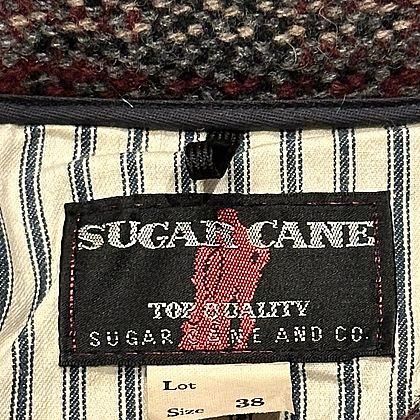 SUGAR CANE
TOP QUALITY
SUGAR CANE AND CO.
Lot
Size 38